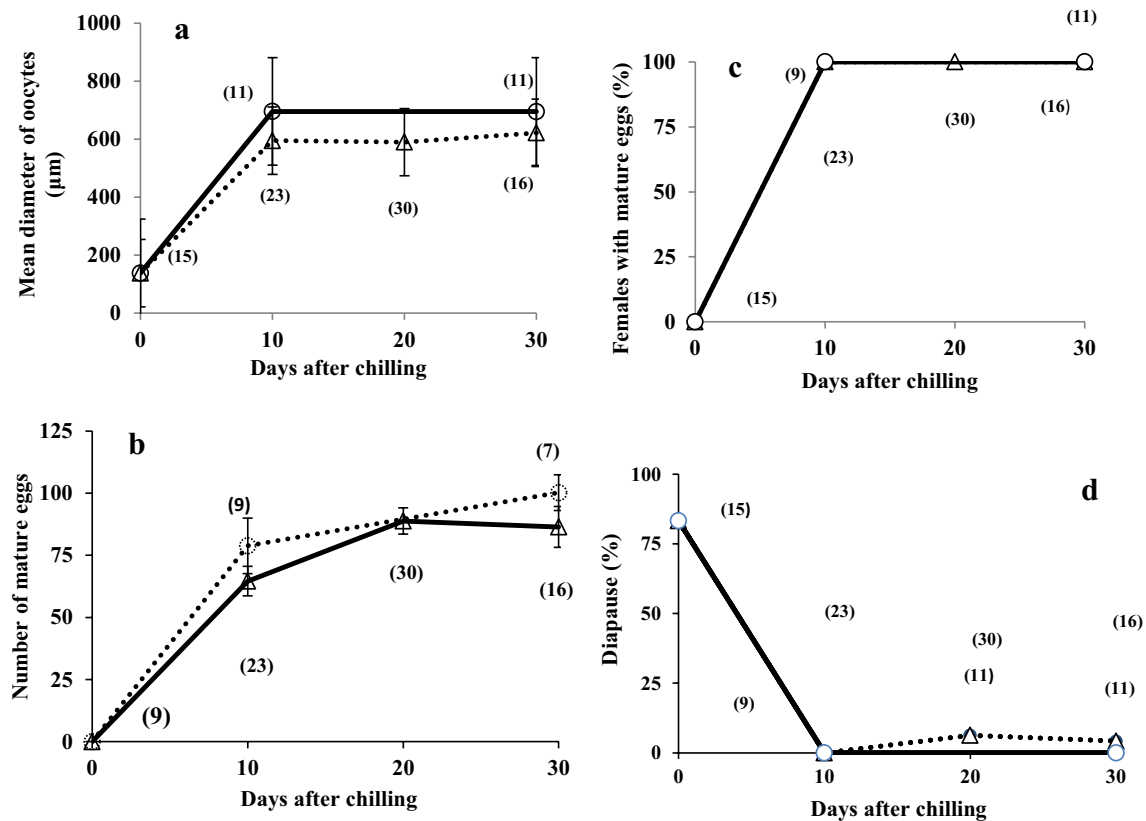 a
1000
800
600
400
200
0
Mean diameter of oocytes
(µm)
(11)
(11)
(23)
(30)
(16)
(15)
0 10 20 30
Days after chilling
c
(11)
100
75
50
25
0
Females with mature eggs (%)
(9)
(30)
(16)
(23)
(15)
0 10 20 30
Days after chilling
b
125
100
75
50
25
0
Number of mature eggs
(7)
(9)
(30)
(16)
(23)
(9)
0 10 20 30
Days after chilling
d
100
75
50
25
0
Diapause (%)
(15)
(23)
(16)
(30)
(11)
(11)
(9)
0 10 20 30
Days after chilling